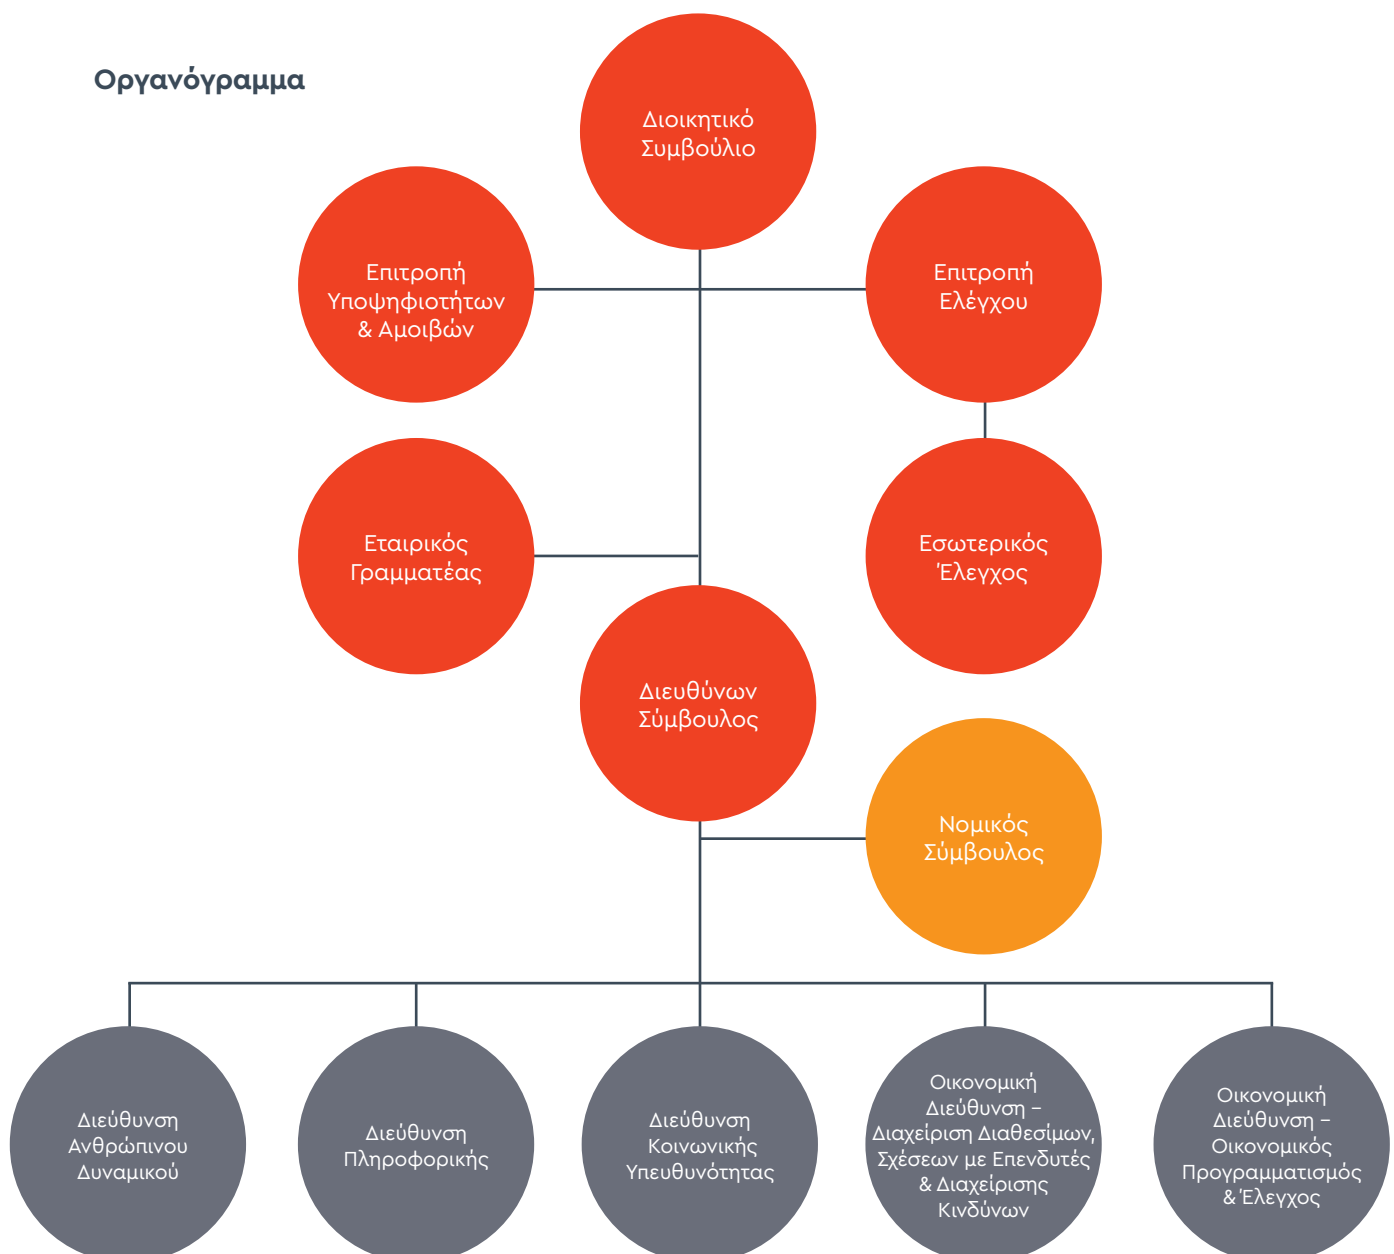 Οργανόγραμμα
Διοικητικό
Συμβούλιο
Επιτροπή
Υποψηφιοτήτων
& Αμοιβών
Επιτροπή
Ελέγχου
Εταιρικός
Γραμματέας
Εσωτερικός
Έλεγχος
Διευθύνων
Σύμβουλος
Νομικός
Σύμβουλος
Διεύθυνση
Ανθρώπινου
Δυναμικού
Διεύθυνση
Πληροφορικής
Διεύθυνση
Κοινωνικής
Υπευθυνότητας
Οικονομική
Διεύθυνση –
Διαχείριση Διαθεσίμων,
Σχέσεων με Επενδυτές
& Διαχείρισης
Κινδύνων
Οικονομική
Διεύθυνση –
Οικονομικός
Προγραμματισμός
& Έλεγχος